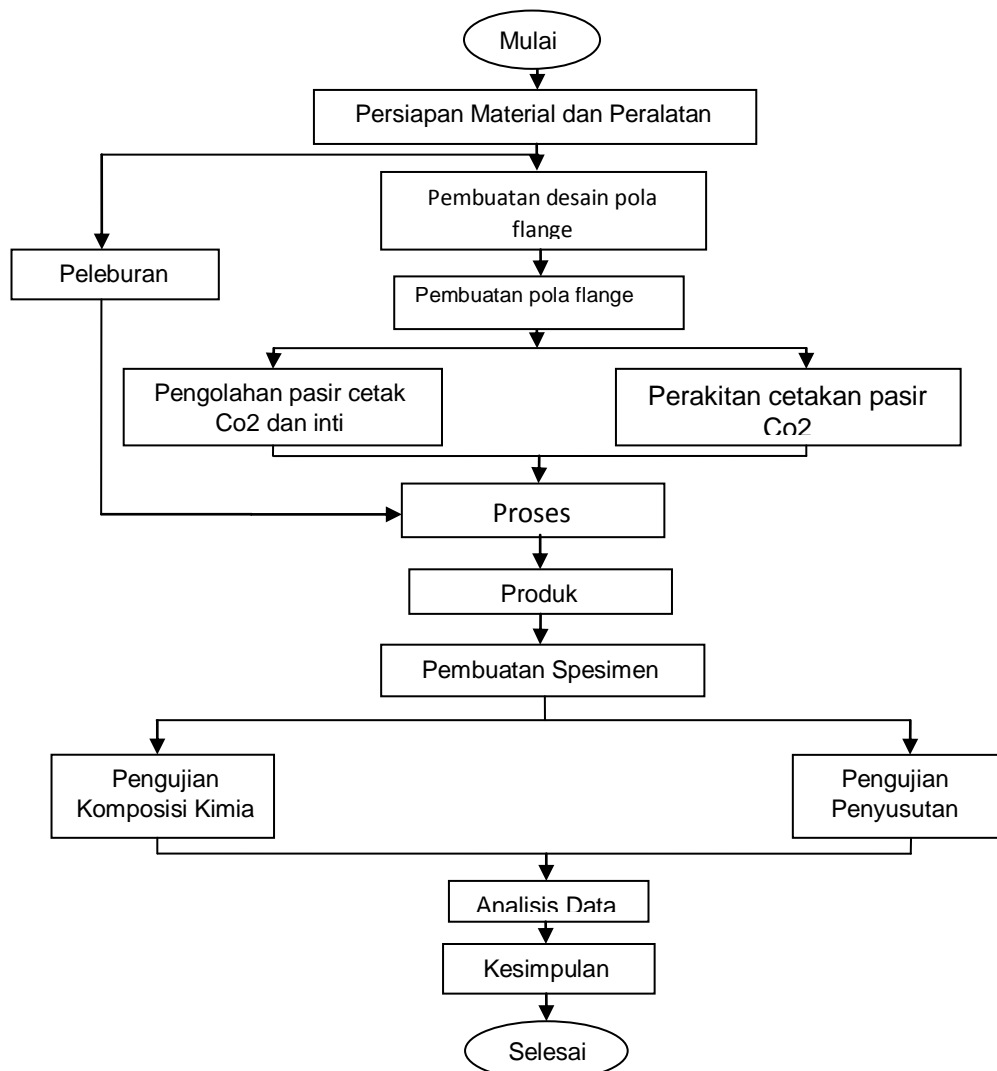 Mulai
Persiapan Material dan Peralatan
Pembuatan desain pola
flange
Peleburan
Pembuatan pola flange
Pengolahan pasir cetak
Co2 dan inti
Perakitan cetakan pasir
Co2
Proses
Produk
Pembuatan Spesimen
Pengujian
Komposisi Kimia
Pengujian
Penyusutan
Analisis Data
Kesimpulan
Selesai